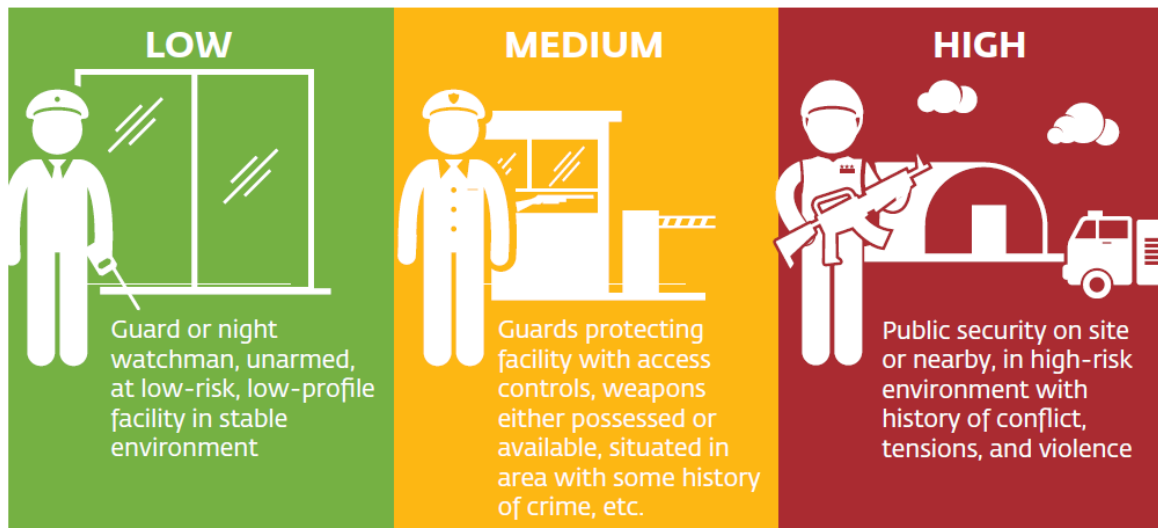 LOW
Guard or night
watchman, unarmed,
at low-risk, low-profile
facility in stable
environment
MEDIUM
Guards protecting
facility with access
controls, weapons
either possessed or
available, situated in
area with some history
of crime, etc.
HIGH
Public security on site
or nearby, in high-risk
environment with
history of conflict,
tensions, and violence